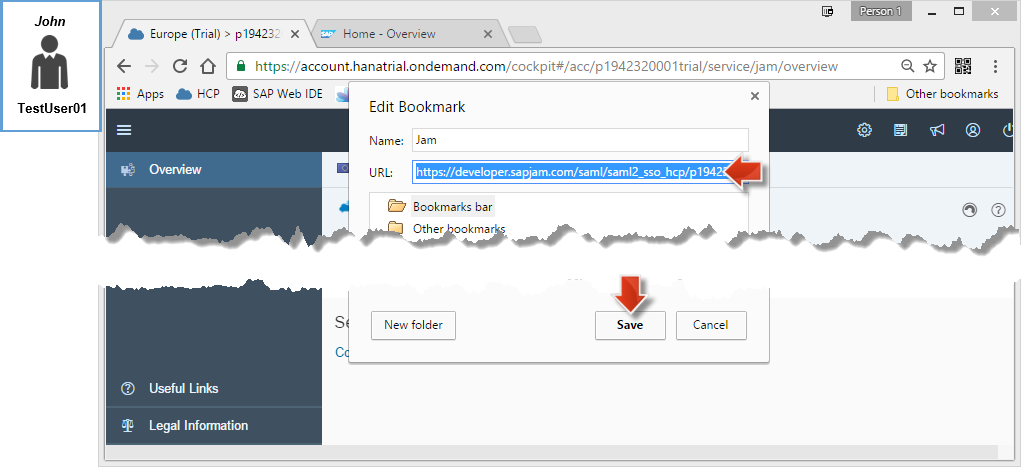 John
TestUser01
Person 1
Europe (Trial) > p194232
Home - Overview
https://account.hanatrial.ondemand.com/cockpit#/acc/p1942320001trial/service/jam/overview
Apps
HCP
SAP Web IDE
Other bookmarks
Edit Bookmark
Name:
Jam
URL:
https://developer.sapjam.com/saml/saml2_sso_hcp/p1942
Overview
Bookmarks bar
Other bookmarks
Se
Co
New folder
Save
Cancel
Useful Links
Legal Information